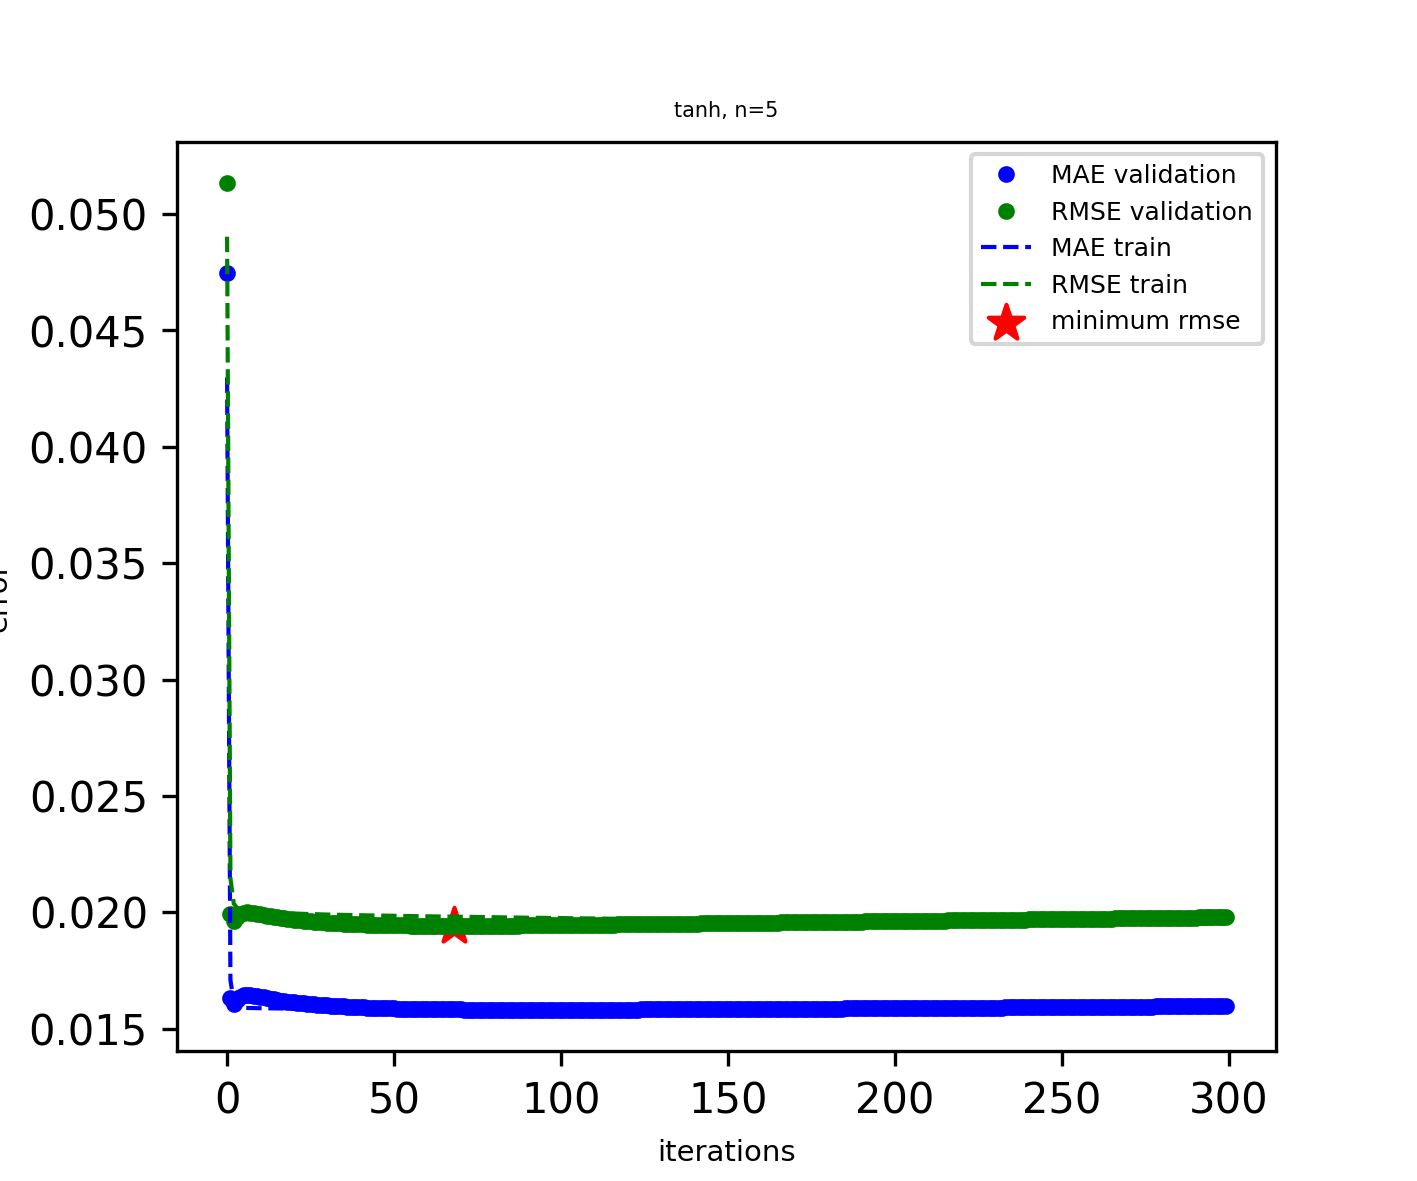 tanh, n=5
MAE validation
RMSE validation
MAE train
RMSE train
minimum rmse
0.050
0.045
0.040
0.035
0.030
0.025
0.020
0.015
0 50 100 150 200 250 300
iterations